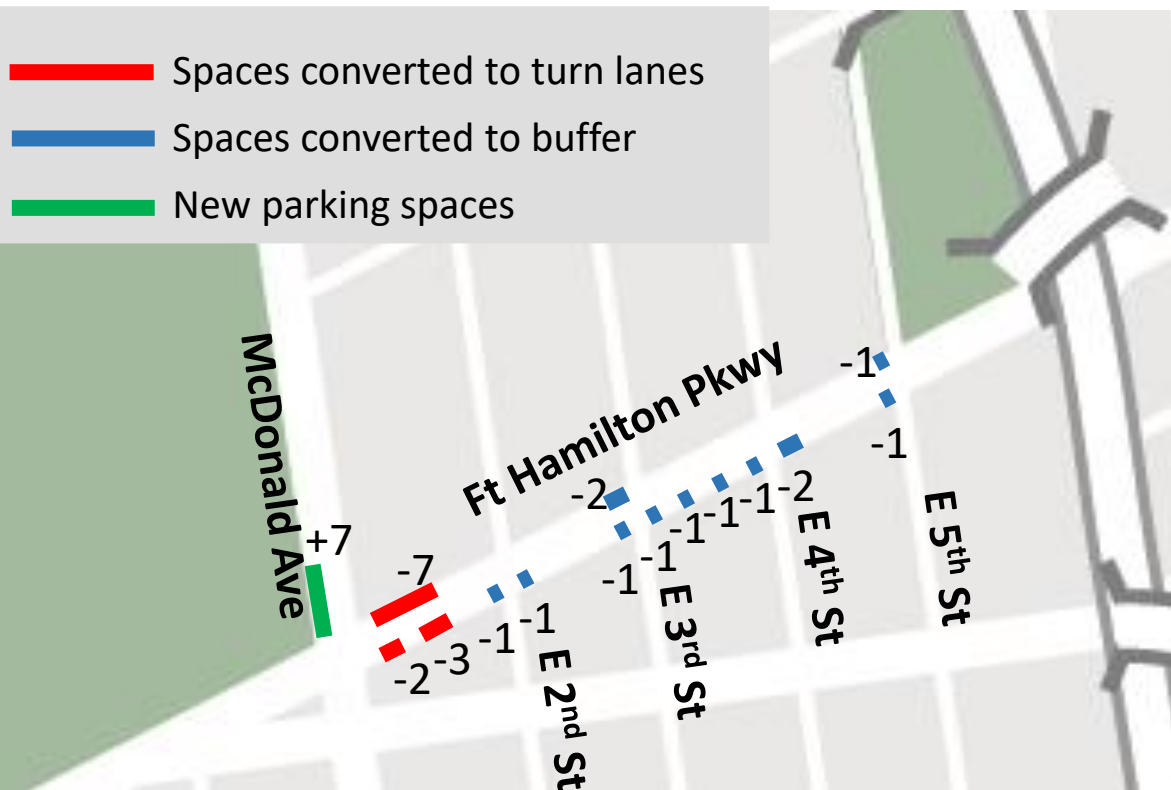 Spaces converted to turn lanes
Spaces converted to buffer
New parking spaces
McDonald Ave
Ft Hamilton Pkwy
-1
-1
-2
-2
-1
-1
-1
-1
-1
+7
-7
-1
-1
-3
-2
E 2nd St
E 3rd St
E 4th St
E 5th St